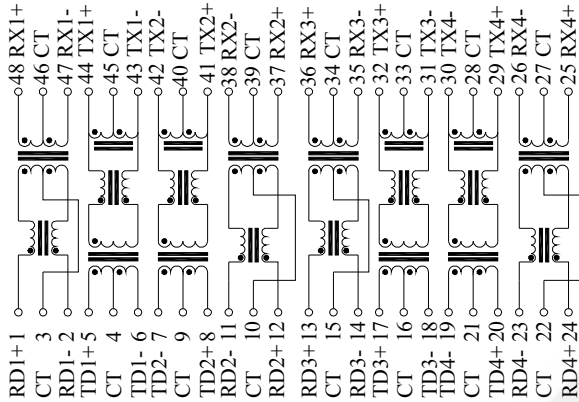 48 RX1+
46 CT
47 RX1-
44 TX1+
45 CT
43 TX1-
42 TX2-
40 CT
41 TX2+
38 RX2-
39 CT
37 RX2+
36 RX3+
34 CT
35 RX3-
32 TX3+
33 CT
31 TX3-
30 TX4-
28 CT
29 TX4+
26 RX4-
27 CT
25 RX4+
RD1+ 1
CT 3
RD1- 2
TD1+ 5
CT 4
TD1- 6
TD2- 7
CT 9
TD2+ 8
RD2- 11
CT 10
RD2+ 12
RD3+ 13
CT 15
RD3- 14
TD3+ 17
CT 16
TD3- 18
TD4- 19
CT 21
TD4+ 20
RD4- 23
CT 22
RD4+ 24